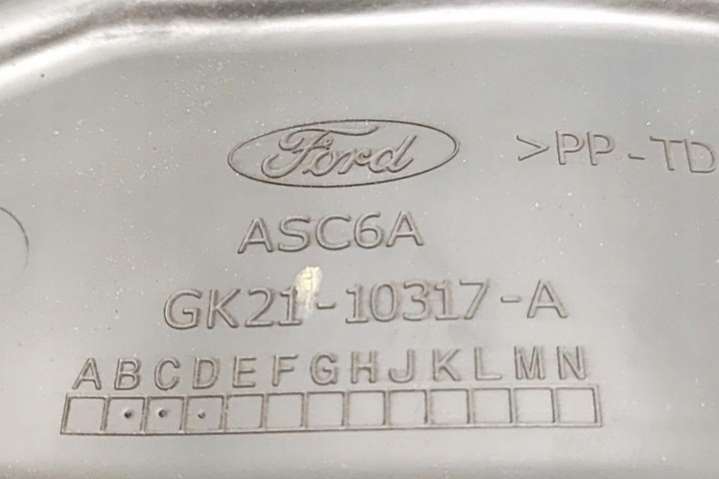 Ford
>PP-TD
ASC6A
GK21-10317-A
ABCDEFGHJKLMN